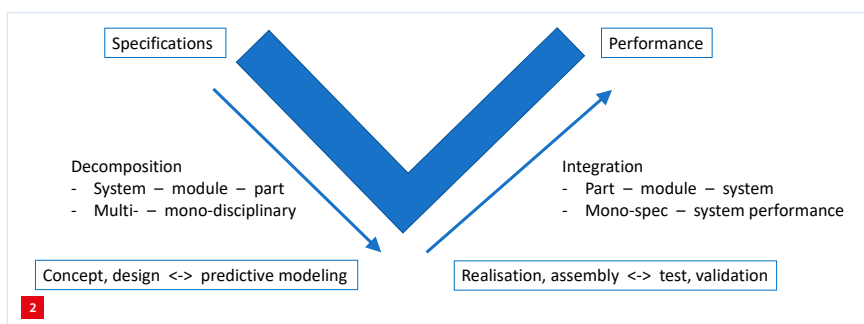 Specifications
Performance
Decomposition
- System – module – part
- Multi- – mono-disciplinary
Integration
- Part – module – system
- Mono-spec – system performance
Concept, design <-> predictive modeling
Realisation, assembly <-> test, validation
2